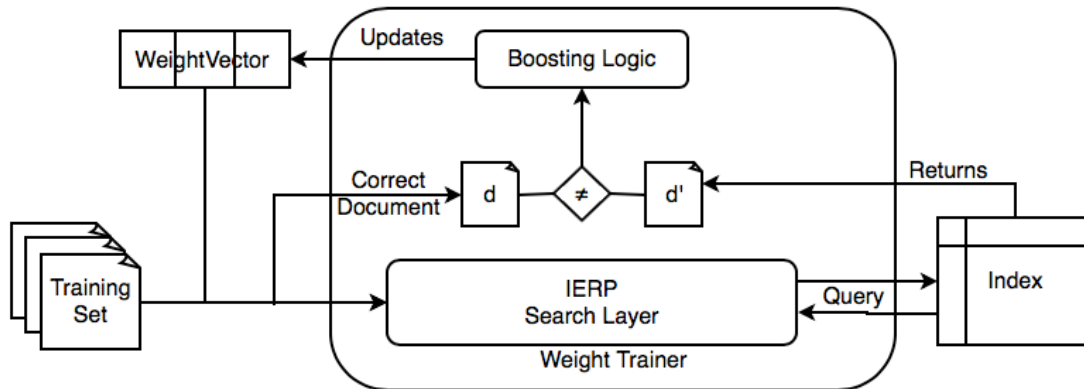 Updates
WeightVector
Boosting Logic
Correct
Document
d
≠
d'
Returns
Training
Set
IERP
Search Layer
Query
Index
Weight Trainer